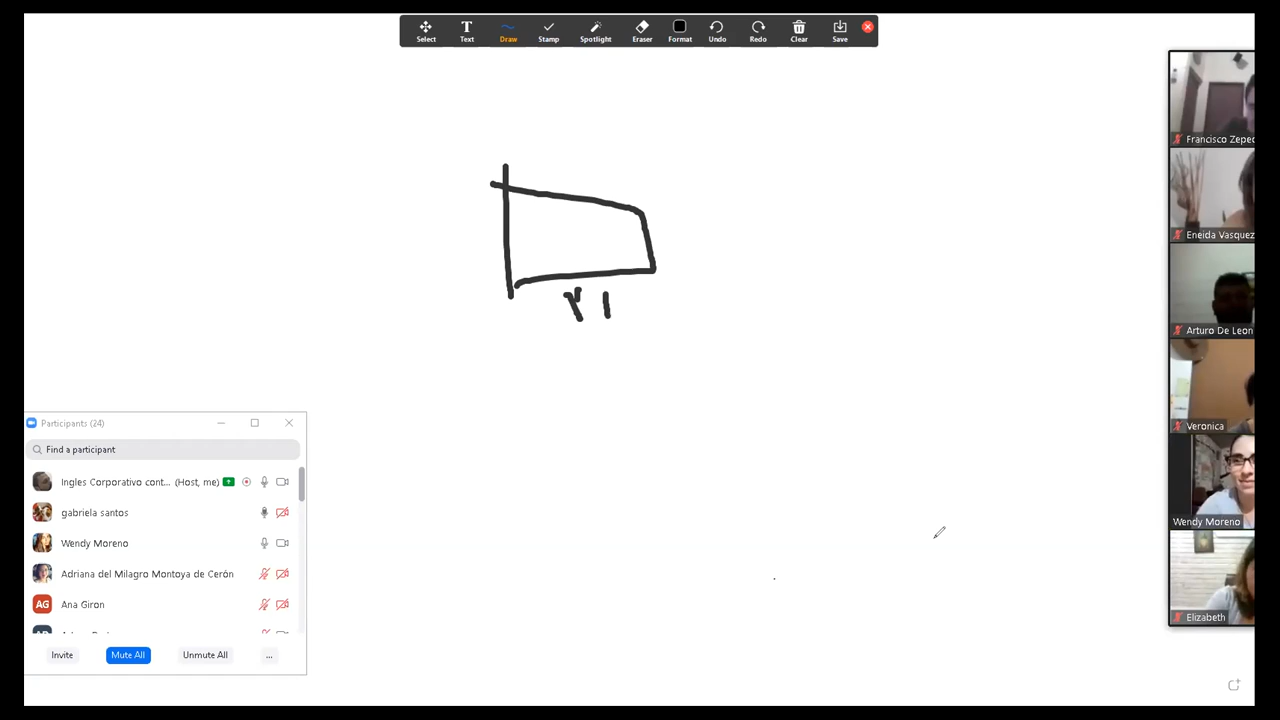 Select Text Draw Stamp Spotlight Eraser Format Undo Redo Clear Save
Francisco Zepec
Eneida Vasquez
Arturo De Leon
Veronica
Wendy Moreno
Elizabeth
Participants (24)
Find a participant
Ingles Corporativo cont... (Host, me)
gabriela santos
Wendy Moreno
Adriana del Milagro Montoya de Cerón
AG Ana Giron
Invite Mute All Unmute All ...